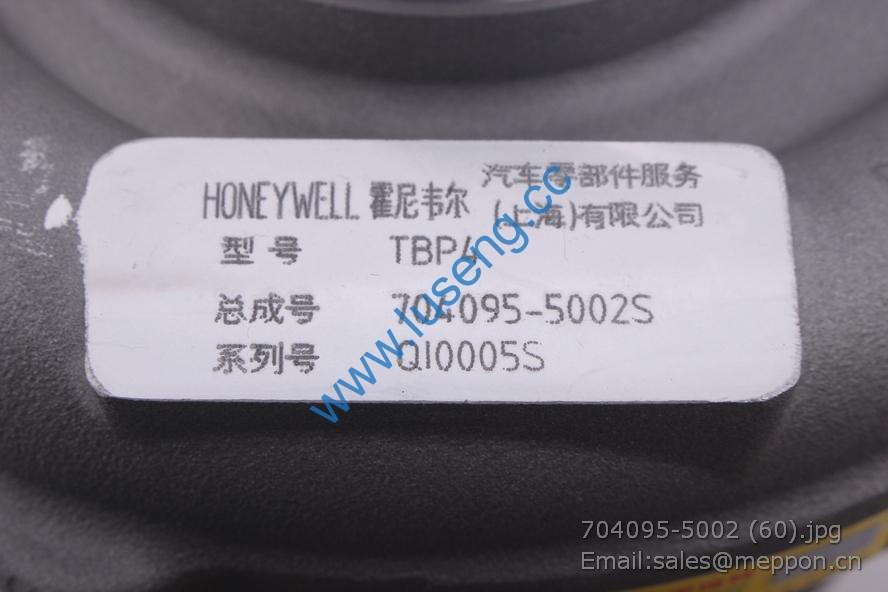 HONEYWELL 霍尼韦尔 汽车零部件服务
(上海)有限公司
型号 TBP4
总成号 704095-5002S
系列号 QI0005S
www.luseng.cc
704095-5002 (60).jpg
Email:sales@meppon.cn